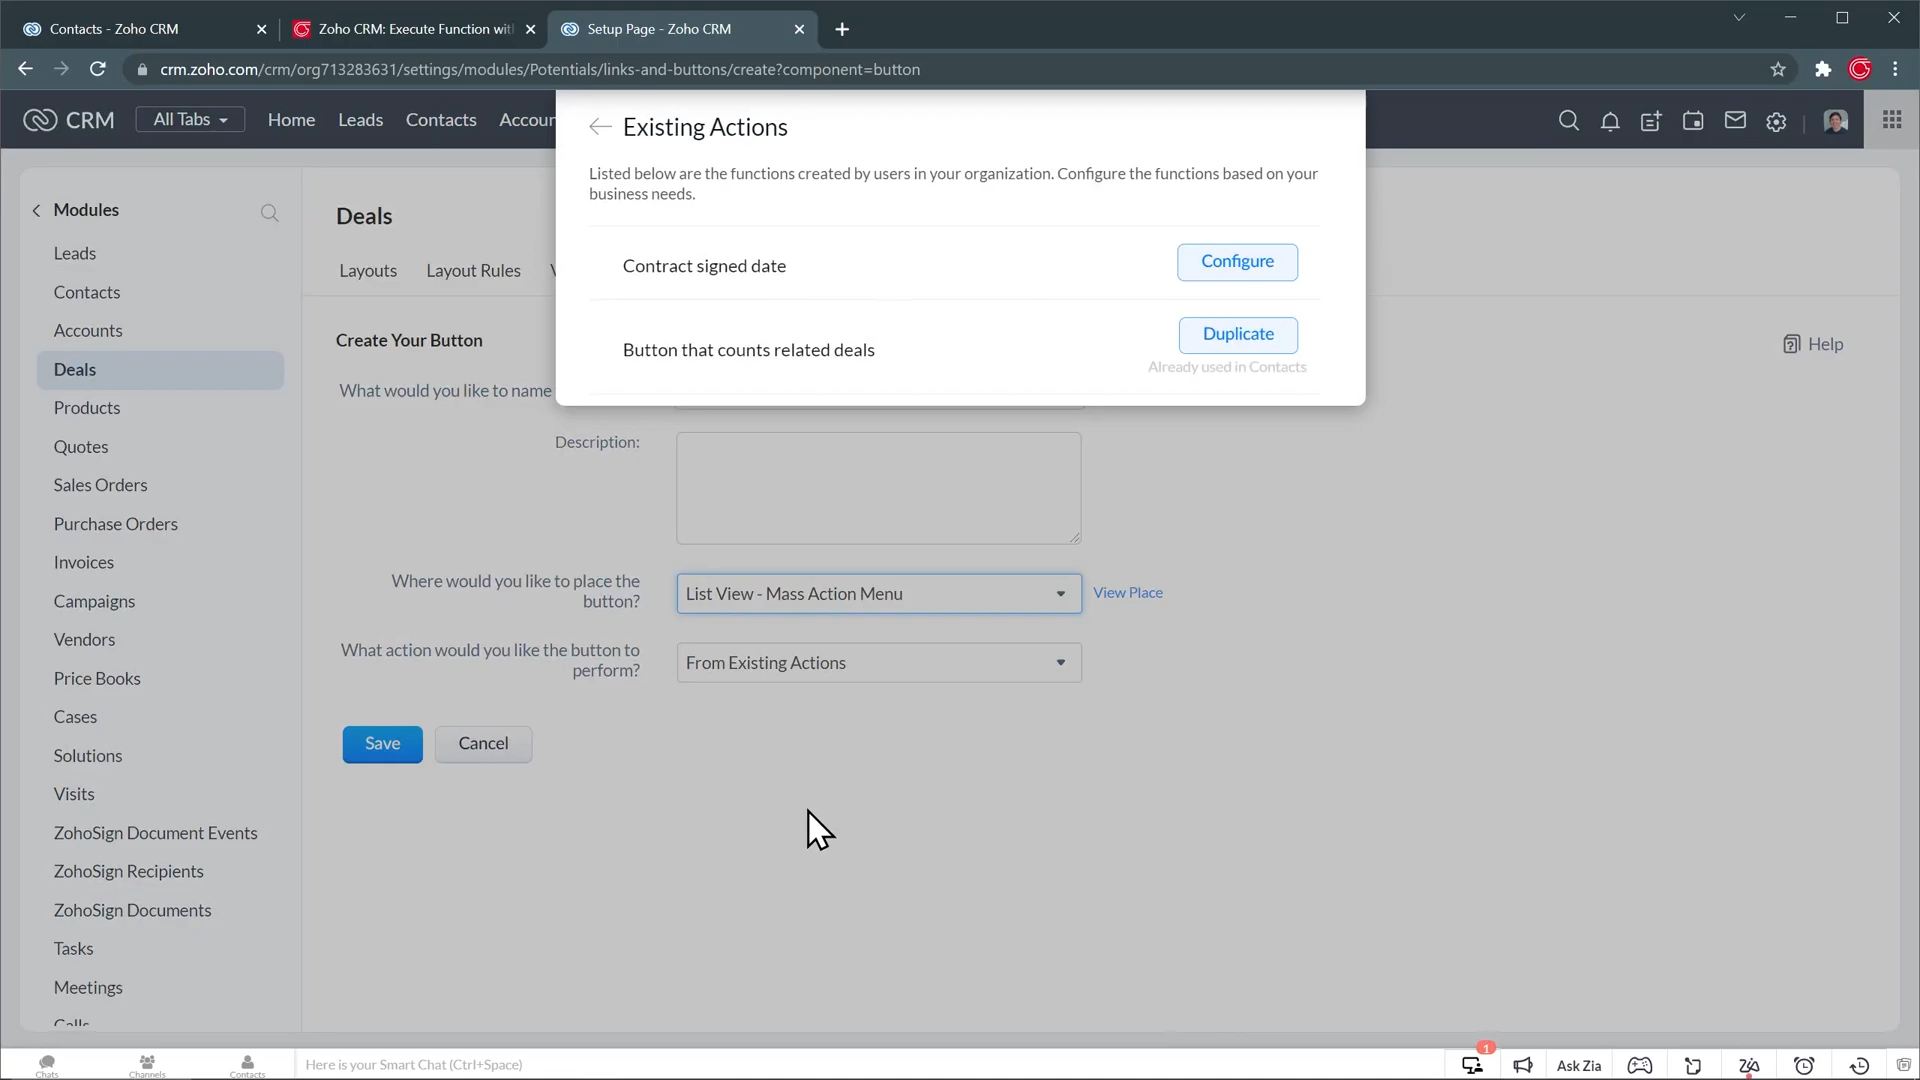 Contacts - Zoho CRM
Zoho CRM: Execute Function wit
Setup Page - Zoho CRM
crm.zoho.com/crm/org713283631/settings/modules/Potentials/links-and-buttons/create?component=button
CRM
All Tabs
Home
Leads
Contacts
Accoun
Existing Actions
Listed below are the functions created by users in your organization. Configure the functions based on your
business needs.
Contract signed date
Configure
Button that counts related deals
Duplicate
Already used in Contacts
Modules
Leads
Contacts
Accounts
Deals
Products
Quotes
Sales Orders
Purchase Orders
Invoices
Campaigns
Vendors
Price Books
Cases
Solutions
Visits
ZohoSign Document Events
ZohoSign Recipients
ZohoSign Documents
Tasks
Meetings
Calls
Deals
Layouts
Layout Rules
Create Your Button
Help
What would you like to name
Description:
Where would you like to place the
button?
List View - Mass Action Menu
View Place
What action would you like the button to
perform?
From Existing Actions
Save
Cancel
Chats
Channels
Contacts
Here is your Smart Chat (Ctrl+Space)
1
Ask Zia